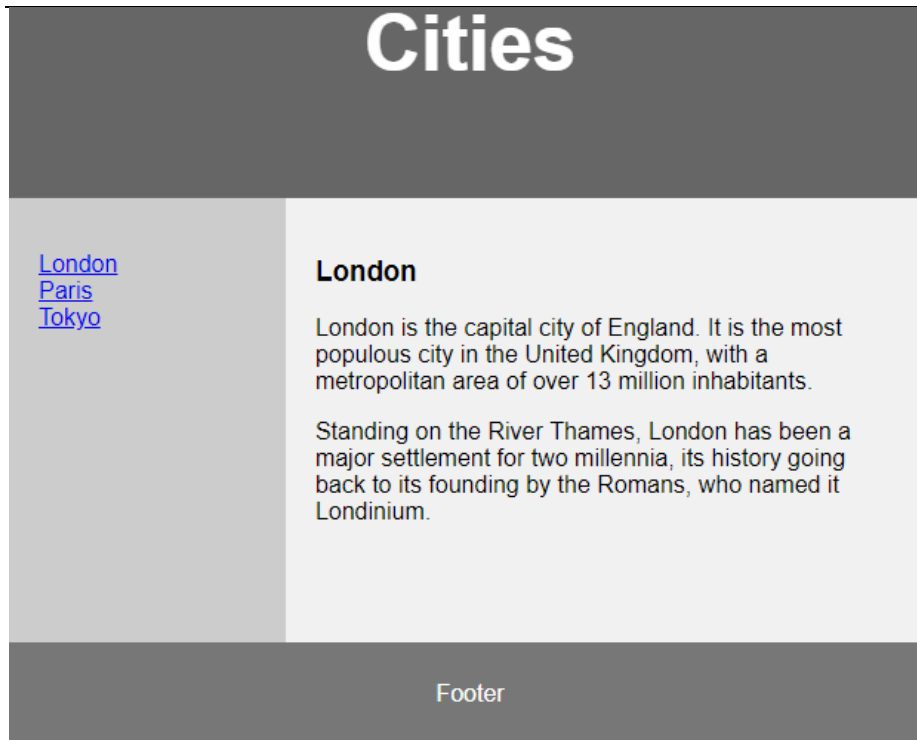 Cities
London
Paris
Tokyo
London
London is the capital city of England. It is the most
populous city in the United Kingdom, with a
metropolitan area of over 13 million inhabitants.
Standing on the River Thames, London has been a
major settlement for two millennia, its history going
back to its founding by the Romans, who named it
Londinium.
Footer